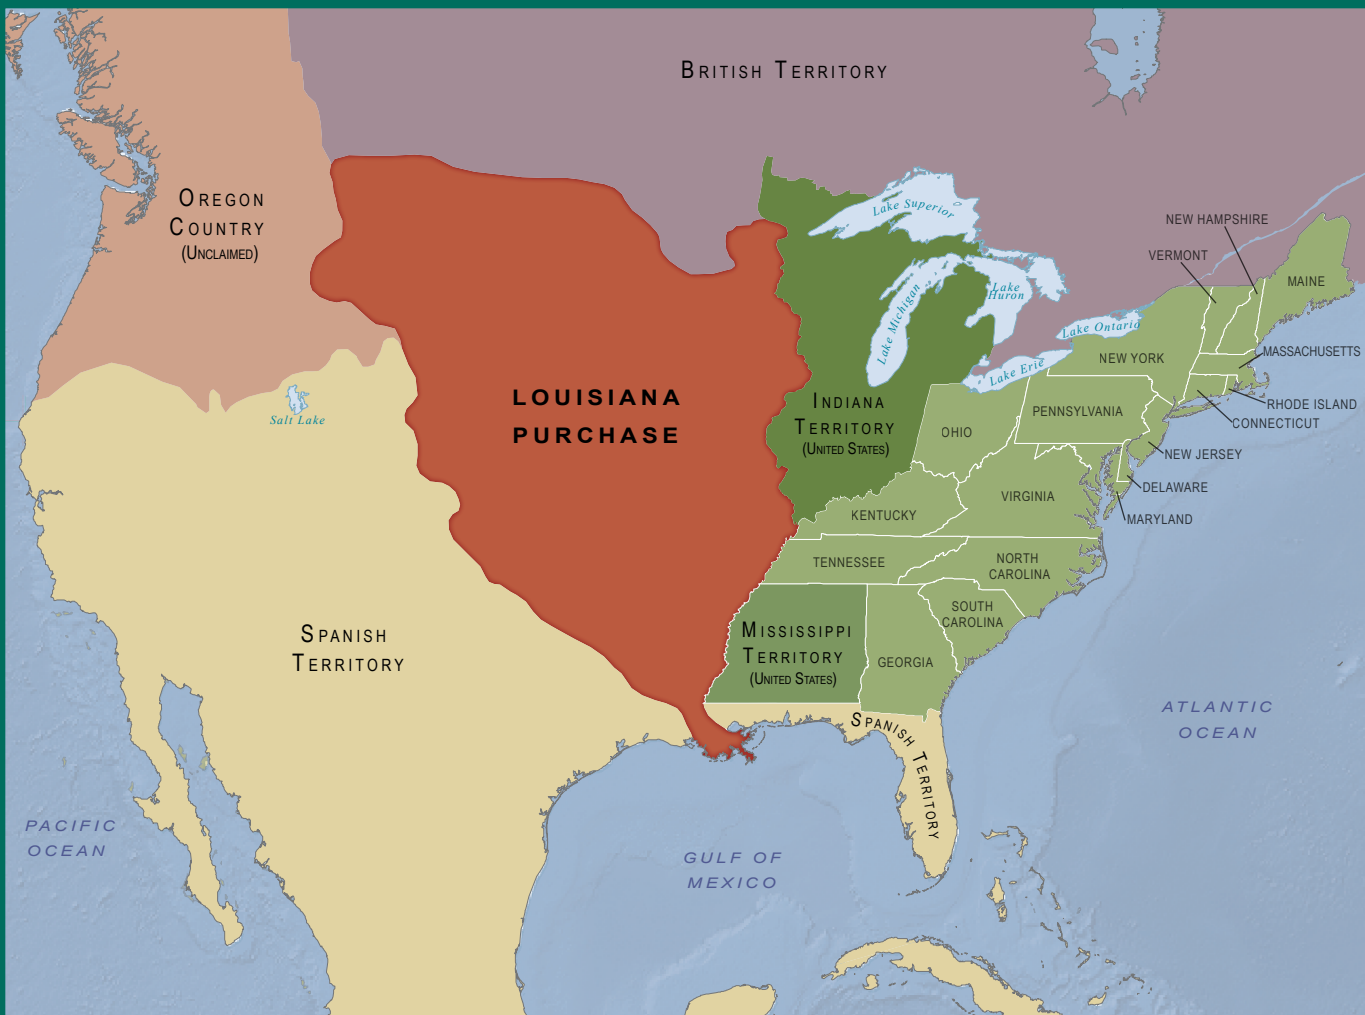 BRITISH TERRITORY
OREGON
COUNTRY
(UNCLAIMED)
Lake Superior
NEW HAMPSHIRE
VERMONT
MAINE
Lake Michigan
Lake
Huron
Lake Ontario
Lake Erie
NEW YORK
MASSACHUSETTS
Salt Lake
LOUISIANA
PURCHASE
INDIANA
TERRITORY
(UNITED STATES)
OHIO
PENNSYLVANIA
RHODE ISLAND
CONNECTICUT
NEW JERSEY
DELAWARE
MARYLAND
VIRGINIA
KENTUCKY
TENNESSEE
NORTH
CAROLINA
SOUTH
CAROLINA
SPANISH
TERRITORY
MISSISSIPPI
TERRITORY
(UNITED STATES)
GEORGIA
SPANISH TERRITORY
ATLANTIC
OCEAN
PACIFIC
OCEAN
GULF OF
MEXICO